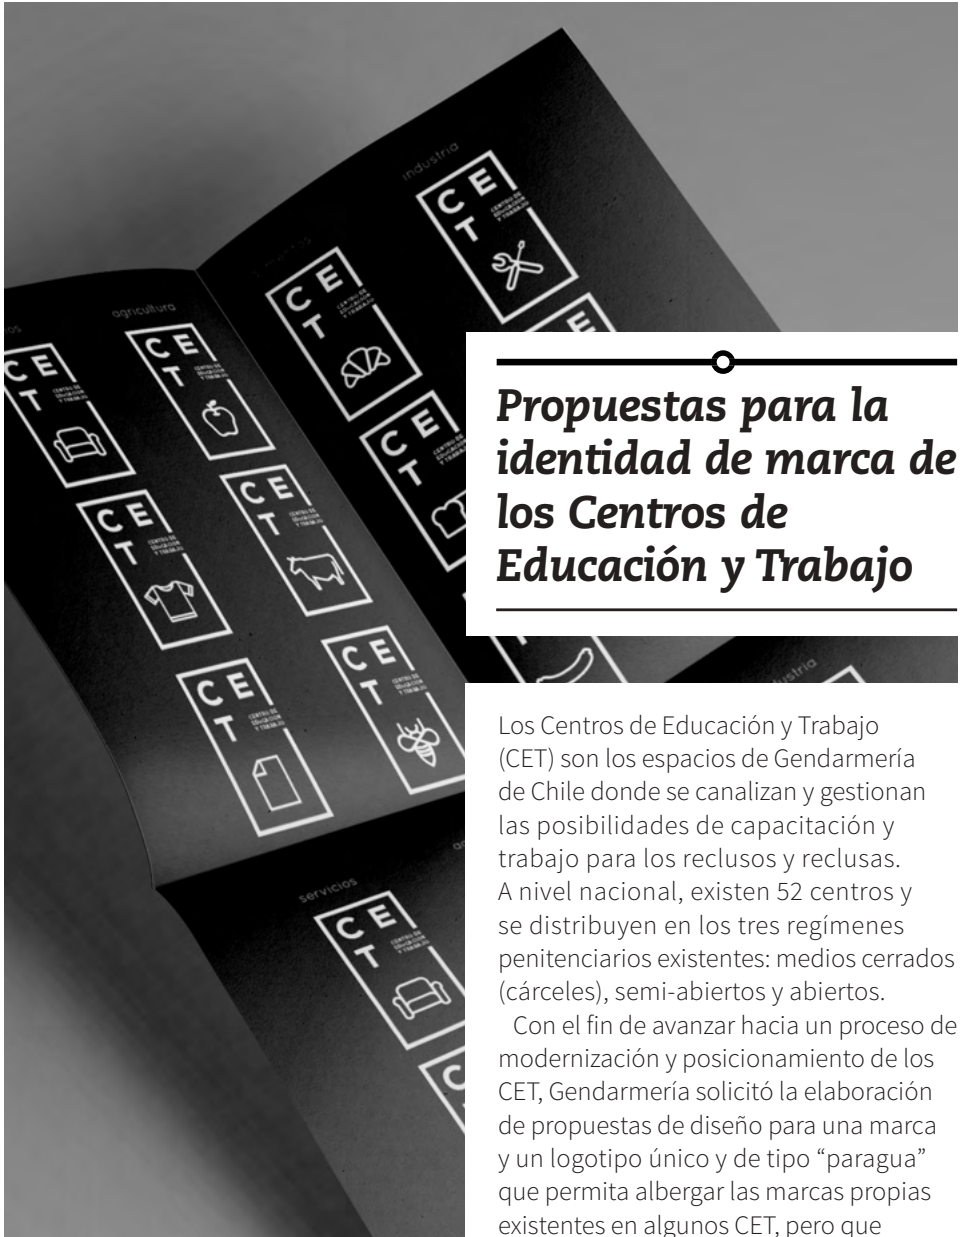 industria
agricultura
servicios
C E
T
CENTRO DE
EDUCACIÓN
Y TRABAJO
Propuestas para la
identidad de marca de
los Centros de
Educación y Trabajo
Los Centros de Educación y Trabajo
(CET) son los espacios de Gendarmería
de Chile donde se canalizan y gestionan
las posibilidades de capacitación y
trabajo para los reclusos y reclusas.
A nivel nacional, existen 52 centros y
se distribuyen en los tres regímenes
penitenciarios existentes: medios cerrados
(cárceles), semi-abiertos y abiertos.
Con el fin de avanzar hacia un proceso de
modernización y posicionamiento de los
CET, Gendarmería solicitó la elaboración
de propuestas de diseño para una marca
y un logotipo único y de tipo “paragua”
que permita albergar las marcas propias
existentes en algunos CET, pero que